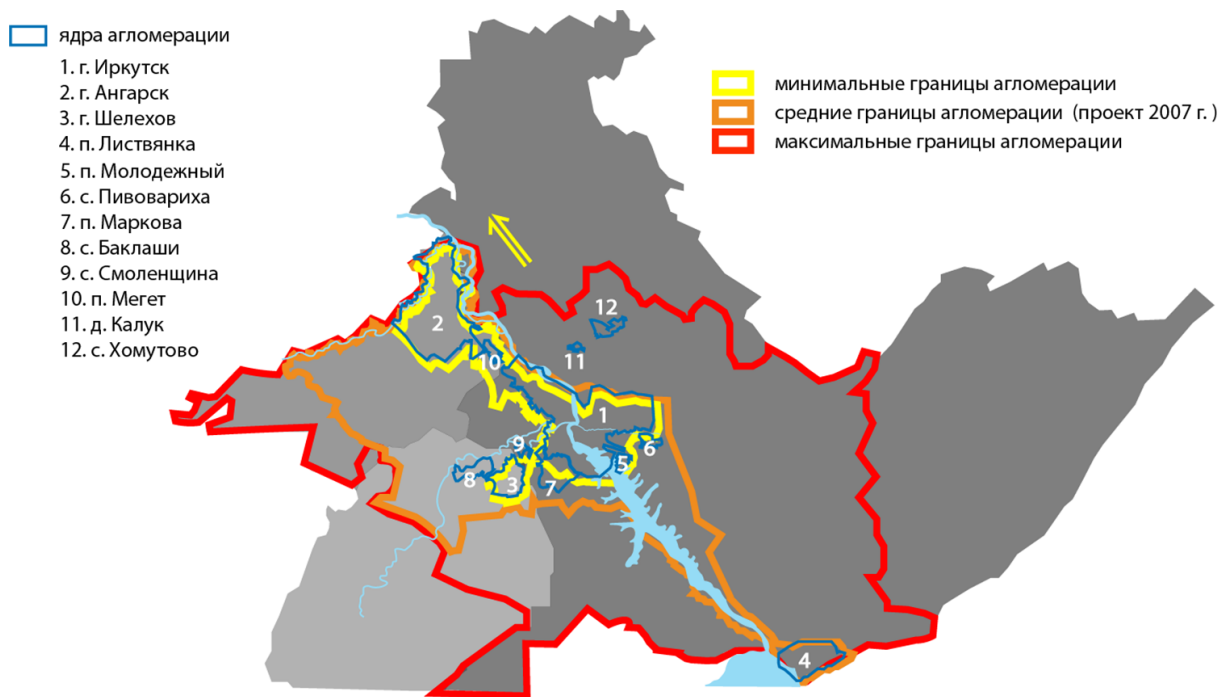 ядра агломерации
1. г. Иркутск
2. г. Ангарск
3. г. Шелехов
4. п. Листвянка
5. п. Молодежный
6. с. Пивовариха
7. п. Маркова
8. с. Баклаши
9. с. Смоленщина
10. п. Мегет
11. д. Калук
12. с. Хомутово
минимальные границы агломерации
средние границы агломерации (проект 2007 г. )
максимальные границы агломерации
12
2
10
11
1
9
6
5
8
3
7
4